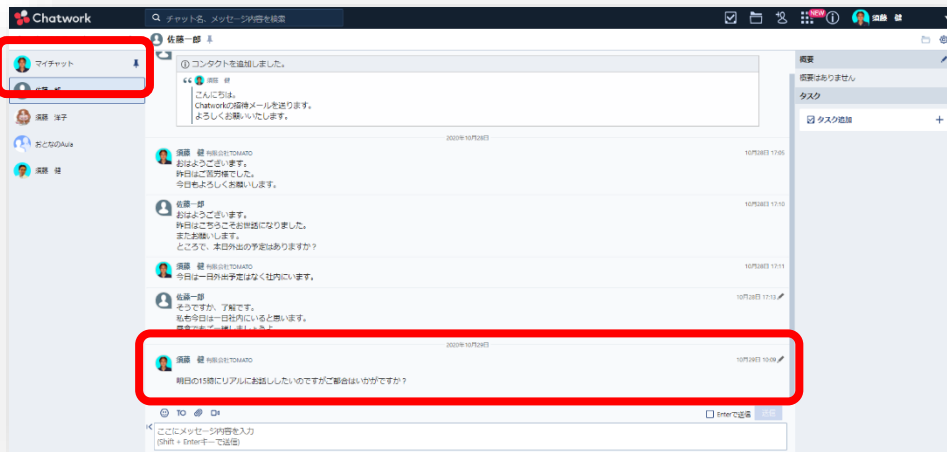 Chatwork
チャット名、メッセージ内容を検索
NEW
須藤 健
佐藤一郎
マイチャット
須藤 洋子
おとなのAula
須藤 健
コンタクトを追加しました。
須藤 健
こんにちは。
Chatworkの招待メールを送ります。
よろしくお願いいたします。
2020年10月28日
須藤 健 有限会社TOMATO
10月28日 17:05
おはようございます。
昨日はご苦労様でした。
今日もよろしくお願いします。
佐藤一郎
10月28日 17:10
おはようございます。
昨日はこちらこそお世話になりました。
またお願いします。
ところで、本日外出の予定はありますか？
須藤 健 有限会社TOMATO
10月28日 17:11
今日は一日外出予定はなく社内にいます。
佐藤一郎
10月28日 17:13
そうですか、了解です。
私も今日は一日社内にいると思います。
2020年10月29日
須藤 健 有限会社TOMATO
10月29日 10:09
明日の15時にリアルにお話ししたいのですがご都合はいかがですか？
TO
Enterで送信
送信
ここにメッセージ内容を入力
(Shift + Enterキーで送信)
概要
概要はありません
タスク
タスク追加